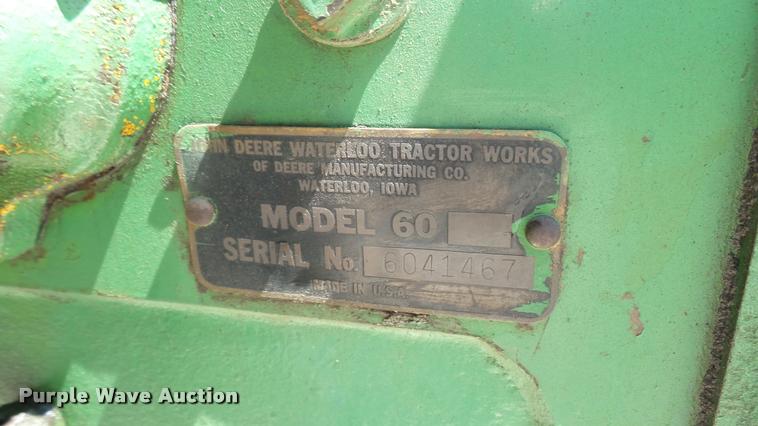 JOHN DEERE WATERLOO TRACTOR WORKS
OF DEERE MANUFACTURING CO.
WATERLOO, IOWA
MODEL 60
SERIAL No. 6041467
MADE IN U.S.A.
Purple Wave Auction